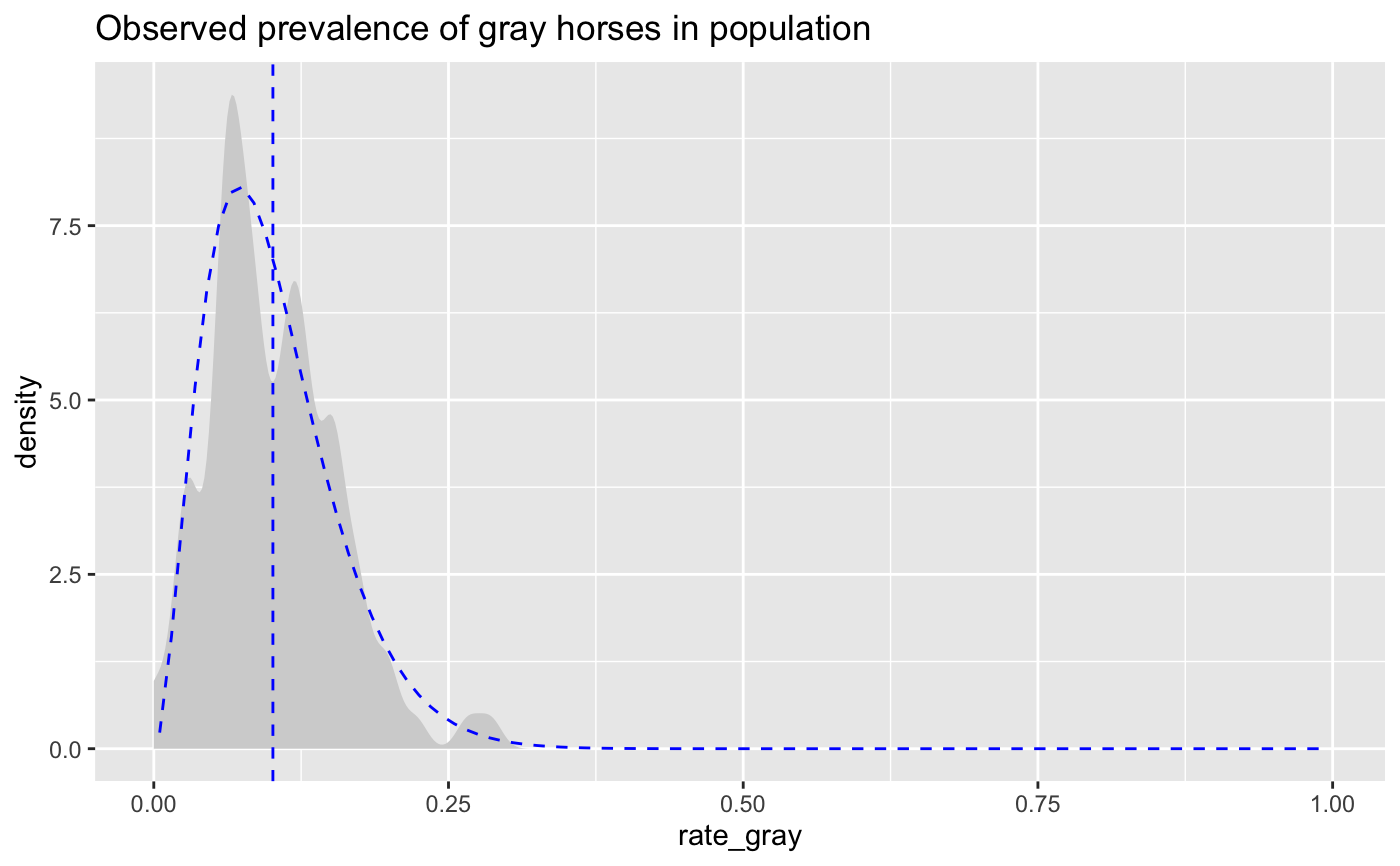 Observed prevalence of gray horses in population
density
7.5
5.0
2.5
0.0
0.00 0.25 0.50 0.75 1.00
rate_gray